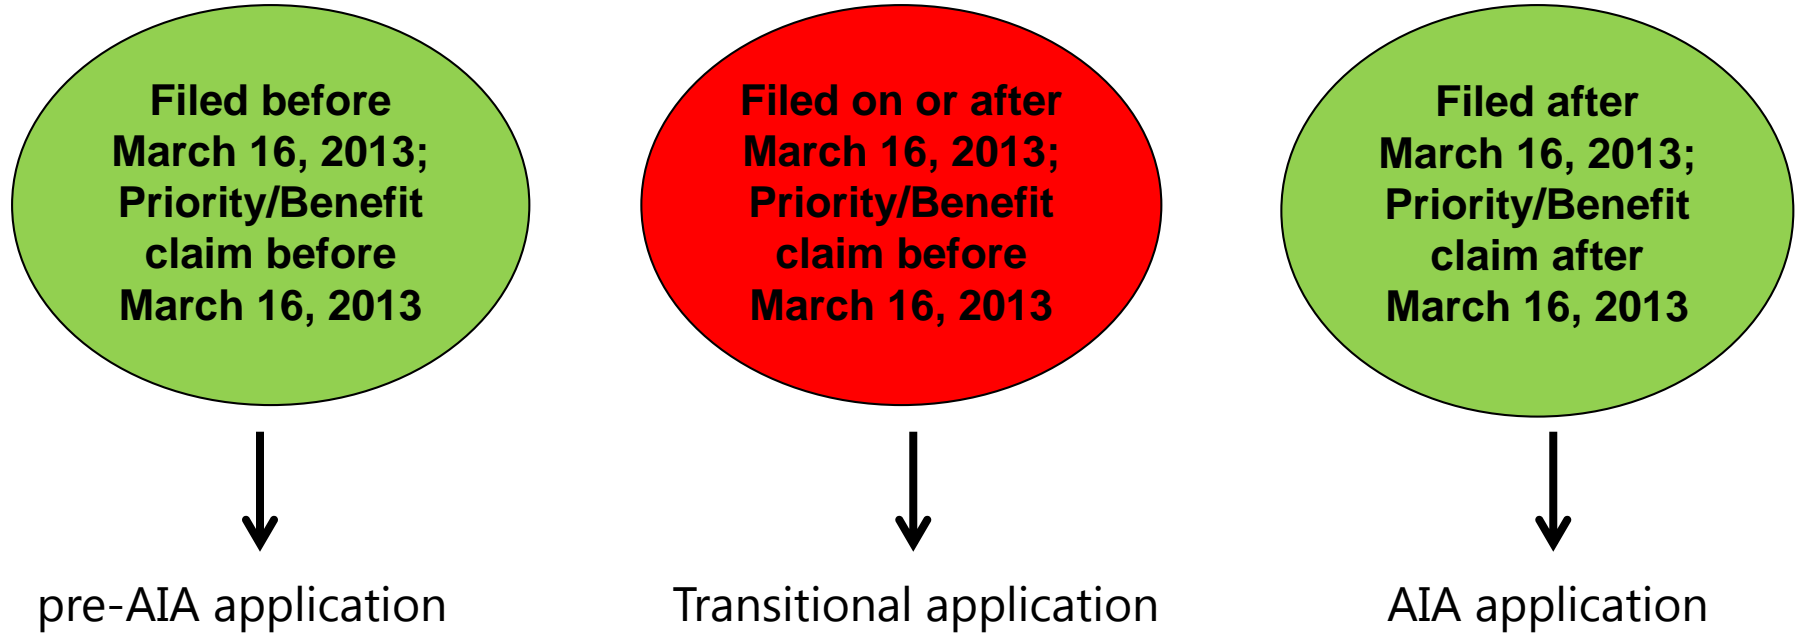 Filed before
March 16, 2013;
Priority/Benefit
claim before
March 16, 2013
Filed on or after
March 16, 2013;
Priority/Benefit
claim before
March 16, 2013
Filed after
March 16, 2013;
Priority/Benefit
claim after
March 16, 2013
pre-AIA application
Transitional application
AIA application